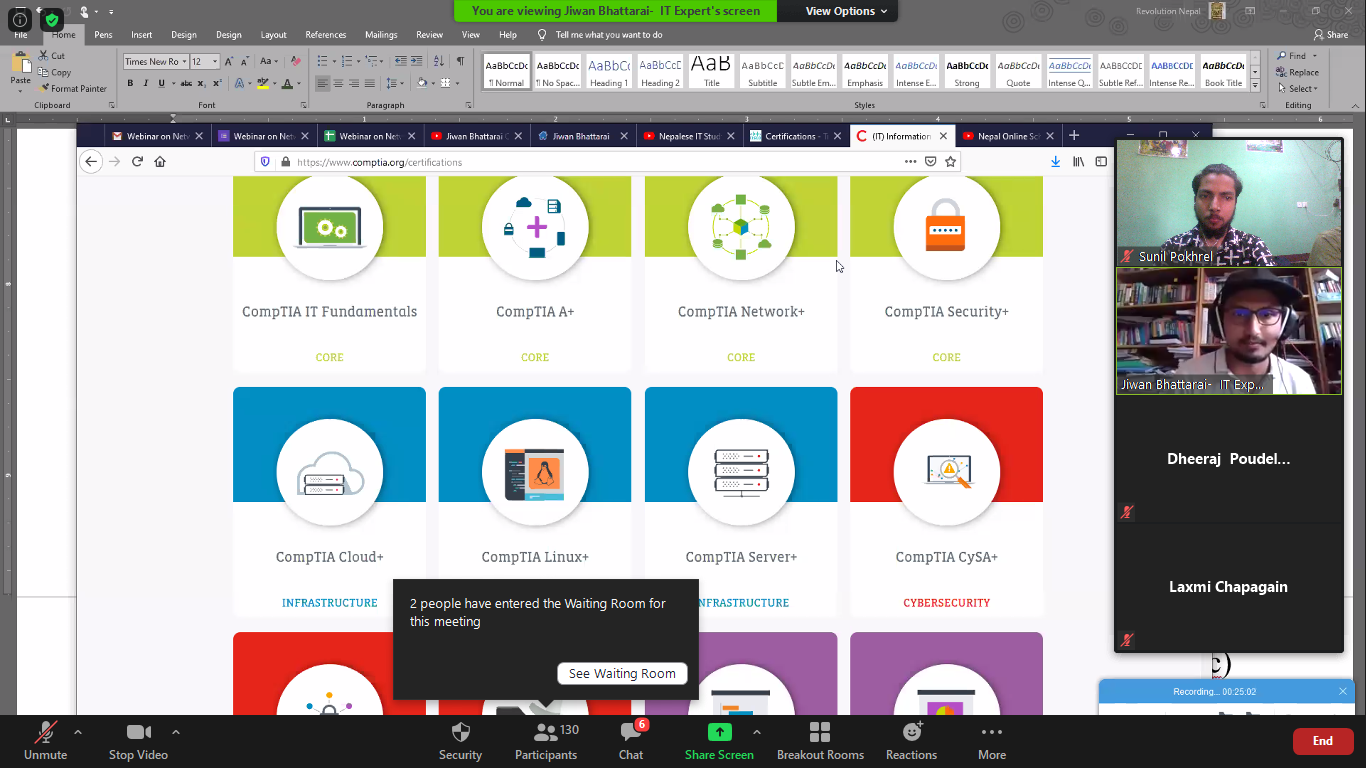 You are viewing Jiwan Bhattarai- IT Expert's screen
View Options
Revolution Nepal
File
Home
Pens
Insert
Design
Design
Layout
References
Mailings
Review
View
Help
Tell me what you want to do
Share
Paste
Cut
Copy
Format Painter
Clipboard
Times New Ro
12
Aa
B I U
Font
Paragraph
AaBbCcDc
¶ Normal
AaBbCcDc
¶ No Spac...
AaBbCc
Heading 1
AaBbCcD
Heading 2
AaB
Title
AaBbCcD
Subtitle
AaBbCcDc
Subtle Em...
AaBbCcDc
Emphasis
AaBbCcDc
Intense E...
AaBbCcDc
Strong
AaBbCcDc
Quote
AaBbCcDc
Intense Q...
AaBbCcDc
Subtle Ref...
AaBbCcDc
Intense Re...
AaBbCcDc
Book Title
Styles
Find
Replace
Select
Editing
Webinar on Netw
Webinar on Netw
Webinar on Netw
Jiwan Bhattarai C
Jiwan Bhattarai
Nepalese IT Stud
Certifications - T
(IT) Information
Nepal Online Sc
https://www.comptia.org/certifications
CompTIA IT Fundamentals
CORE
CompTIA A+
CORE
CompTIA Network+
CORE
CompTIA Security+
CORE
CompTIA Cloud+
INFRASTRUCTURE
CompTIA Linux+
CompTIA Server+
NFRASTRUCTURE
CompTIA CySA+
CYBERSECURITY
2 people have entered the Waiting Room for
this meeting
See Waiting Room
Sunil Pokhrel
Jiwan Bhattarai- IT Exp...
Dheeraj Poudel...
Laxmi Chapagain
c)
Recording... 00:25:02
Unmute
Stop Video
Security
Participants
130
Chat
6
Share Screen
Breakout Rooms
Reactions
More
End